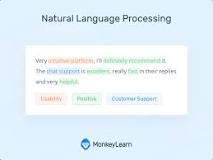 Natural Language Processing
Very intuitive platform, I'll definitely recommend it.
The chat support is excellent, really fast in their replies
and very helpful.
Usability Positive Customer Support
MonkeyLearn